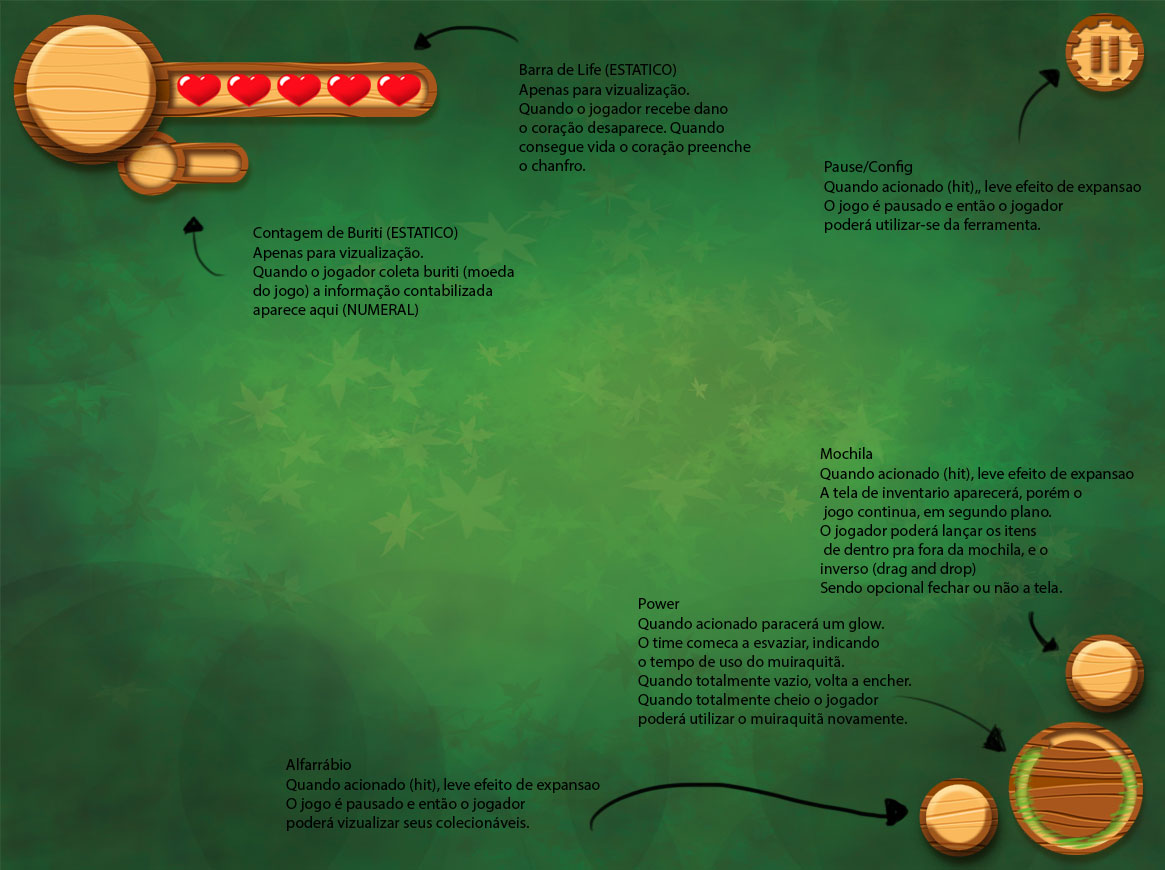 Barra de Life (ESTATICO)
Apenas para vizualização.
Quando o jogador recebe dano
o coração desaparece. Quando
consegue vida o coração preenche
o chanfro.
Pause/Config
Quando acionado (hit),, leve efeito de expansao
O jogo é pausado e então o jogador
poderá utilizar-se da ferramenta.
Contagem de Buriti (ESTATICO)
Apenas para vizualização.
Quando o jogador coleta buriti (moeda
do jogo) a informação contabilizada
aparece aqui (NUMERAL)
Mochila
Quando acionado (hit), leve efeito de expansao
A tela de inventario aparecerá, porém o
jogo continua, em segundo plano.
O jogador poderá lançar os itens
de dentro pra fora da mochila, e o
inverso (drag and drop)
Sendo opcional fechar ou não a tela.
Power
Quando acionado paracerá um glow.
O time comeca a esvaziar, indicando
o tempo de uso do muiraquitã.
Quando totalmente vazio, volta a encher.
Quando totalmente cheio o jogador
poderá utilizar o muiraquitã novamente.
Alfarrábio
Quando acionado (hit), leve efeito de expansao
O jogo é pausado e então o jogador
poderá vizualizar seus colecionáveis.